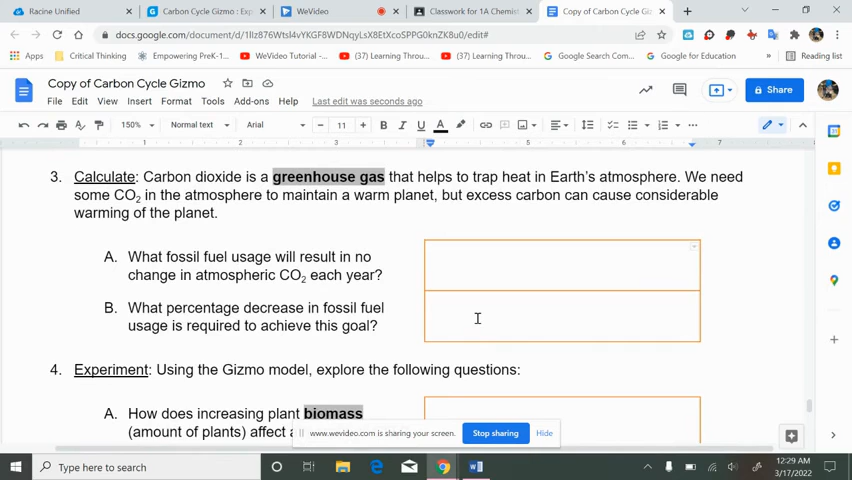 Racine Unified
Carbon Cycle Gizmo : Exp
WeVideo
Classwork for 1A Chemist
Copy of Carbon Cycle Gizmo
Apps
Critical Thinking
Empowering PreK-1
WeVideo Tutorial -
(37) Learning Throu
(37) Learning Throu
Google Search Com
Google for Education
Reading list
Copy of Carbon Cycle Gizmo
Share
File Edit View Insert Format Tools Add-ons Help Last edit was seconds ago
150% Normal text Arial 11 B I U A
1 2 3 4 5 6 7
3. Calculate: Carbon dioxide is a greenhouse gas that helps to trap heat in Earth's atmosphere. We need
some CO₂ in the atmosphere to maintain a warm planet, but excess carbon can cause considerable
warming of the planet.
A. What fossil fuel usage will result in no
change in atmospheric CO₂ each year?
B. What percentage decrease in fossil fuel
usage is required to achieve this goal?
4. Experiment: Using the Gizmo model, explore the following questions:
A. How does increasing plant biomass
(amount of plants) affect a
www.wevideo.com is sharing your screen.
Stop sharing
Hide
Type here to search
12:29 AM
3/17/2022